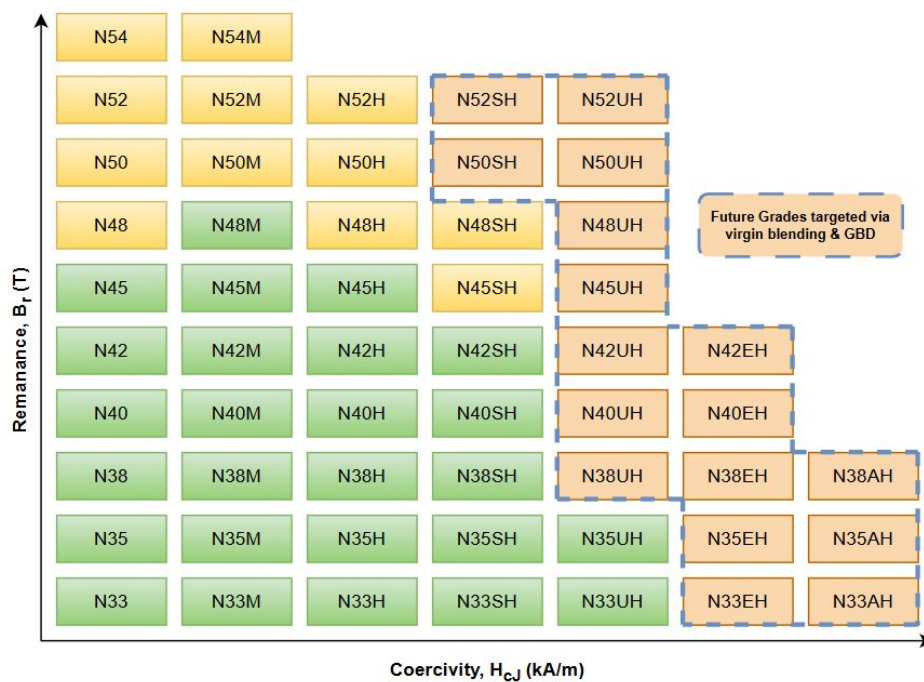 Remanance, Br (T)
N54 N54M
N52 N52M N52H N52SH N52UH
N50 N50M N50H N50SH N50UH
N48 N48M N48H N48SH N48UH
Future Grades targeted via
virgin blending & GBD
N45 N45M N45H N45SH N45UH
N42 N42M N42H N42SH N42UH N42EH
N40 N40M N40H N40SH N40UH N40EH
N38 N38M N38H N38SH N38UH N38EH N38AH
N35 N35M N35H N35SH N35UH N35EH N35AH
N33 N33M N33H N33SH N33UH N33EH N33AH
Coercivity, HcJ (kA/m)